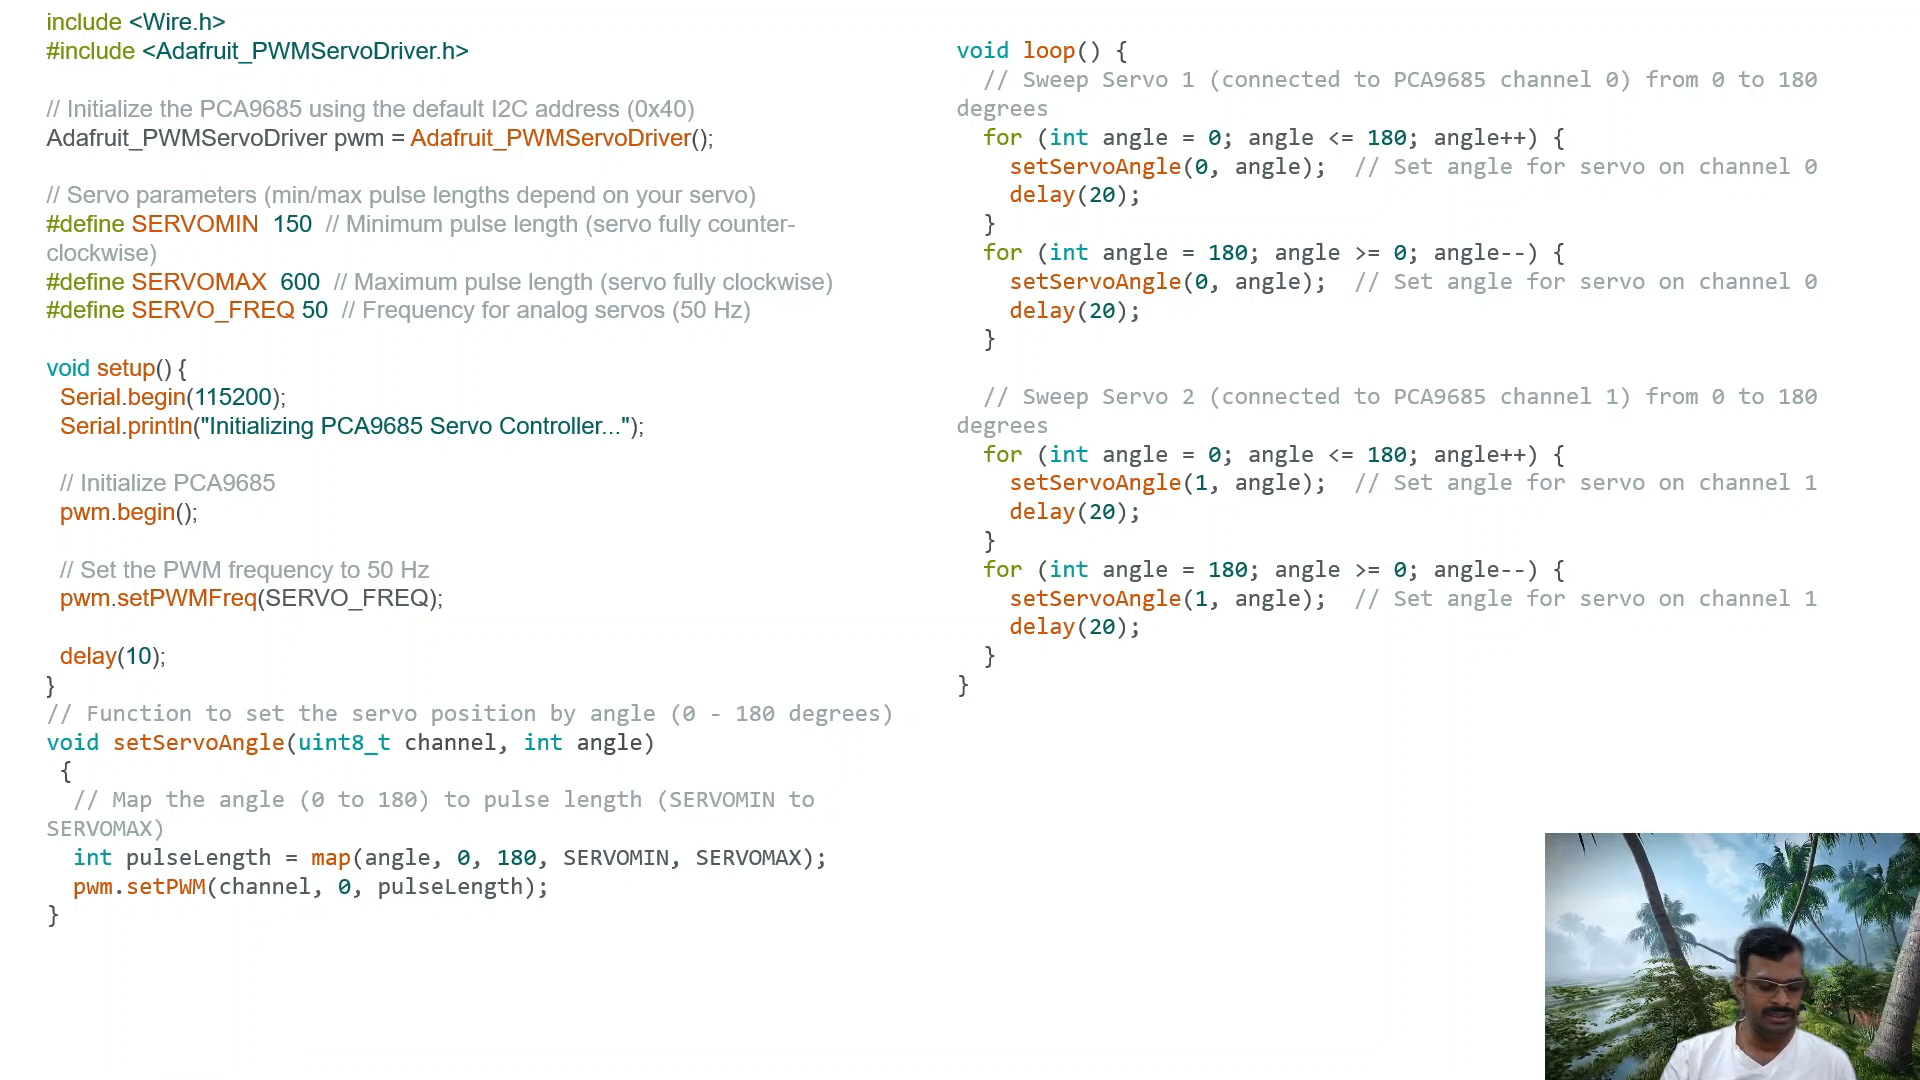 include <Wire.h>
#include <Adafruit_PWMServoDriver.h>
// Initialize the PCA9685 using the default I2C address (0x40)
Adafruit_PWMServoDriver pwm = Adafruit_PWMServoDriver();
// Servo parameters (min/max pulse lengths depend on your servo)
#define SERVOMIN  150  // Minimum pulse length (servo fully counter-
clockwise)
#define SERVOMAX  600  // Maximum pulse length (servo fully clockwise)
#define SERVO_FREQ 50  // Frequency for analog servos (50 Hz)
void setup() {
  Serial.begin(115200);
  Serial.println("Initializing PCA9685 Servo Controller...");
  // Initialize PCA9685
  pwm.begin();
  // Set the PWM frequency to 50 Hz
  pwm.setPWMFreq(SERVO_FREQ);
  delay(10);
}
// Function to set the servo position by angle (0 - 180 degrees)
void setServoAngle(uint8_t channel, int angle)
 {
  // Map the angle (0 to 180) to pulse length (SERVOMIN to
SERVOMAX)
  int pulseLength = map(angle, 0, 180, SERVOMIN, SERVOMAX);
  pwm.setPWM(channel, 0, pulseLength);
}
void loop() {
  // Sweep Servo 1 (connected to PCA9685 channel 0) from 0 to 180
degrees
  for (int angle = 0; angle <= 180; angle++) {
    setServoAngle(0, angle);  // Set angle for servo on channel 0
    delay(20);
  }
  for (int angle = 180; angle >= 0; angle--) {
    setServoAngle(0, angle);  // Set angle for servo on channel 0
    delay(20);
  }
  // Sweep Servo 2 (connected to PCA9685 channel 1) from 0 to 180
degrees
  for (int angle = 0; angle <= 180; angle++) {
    setServoAngle(1, angle);  // Set angle for servo on channel 1
    delay(20);
  }
  for (int angle = 180; angle >= 0; angle--) {
    setServoAngle(1, angle);  // Set angle for servo on channel 1
    delay(20);
  }
}